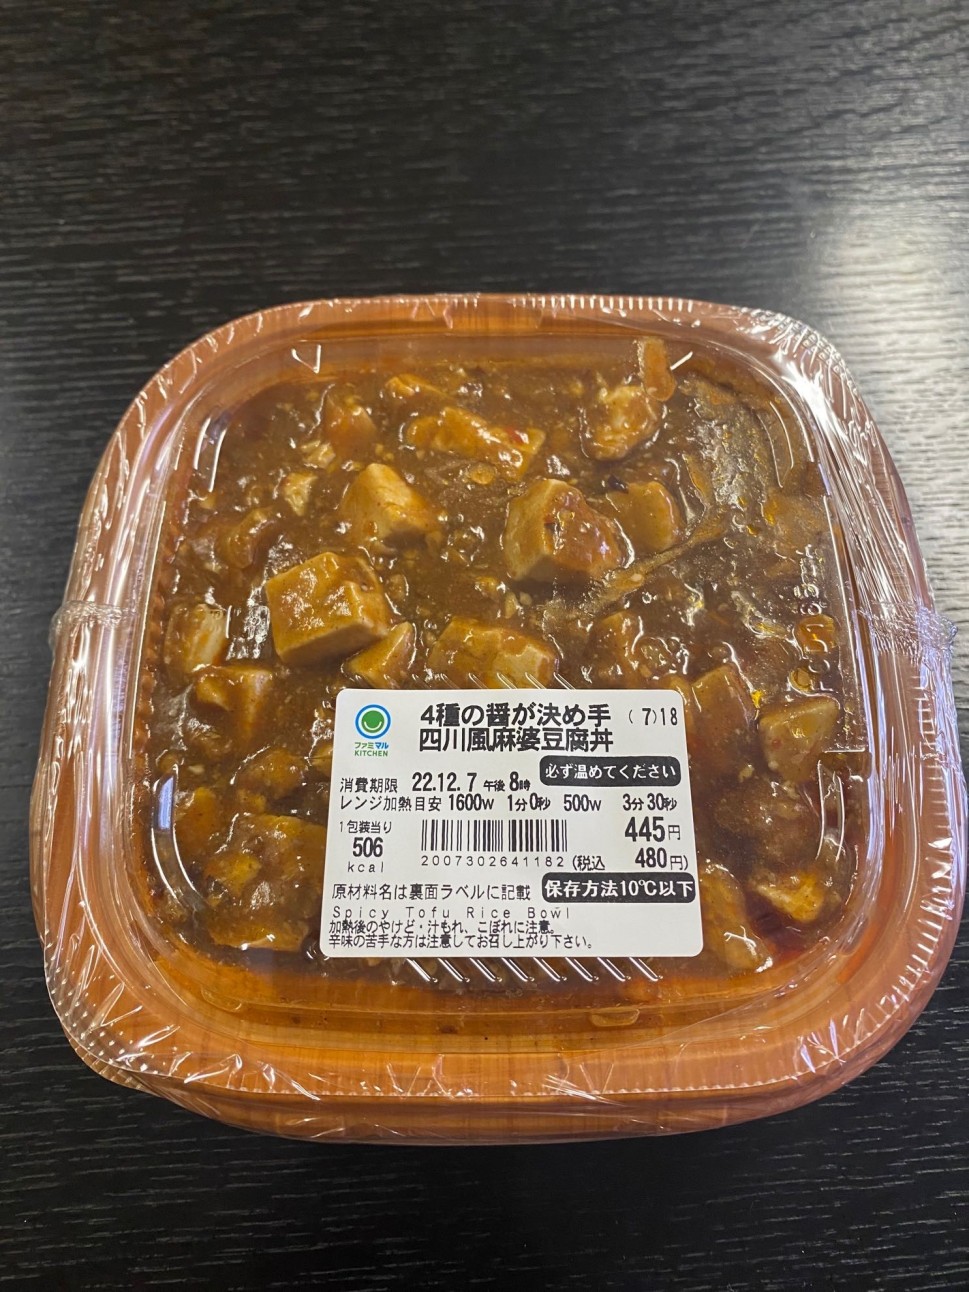 ファミマル
KITCHEN
4種の醤が決め手 (7)18
四川風麻婆豆腐丼
必ず温めてください
消費期限 22.12. 7 午後 8時
レンジ加熱目安 1600w 1分 0秒 500w 3分 30秒
1包装当り
506
kcal
2007302641182
445円
(税込 480円)
原材料名は裏面ラベルに記載
保存方法10℃以下
Spicy Tofu Rice Bowl
加熱後のやけど・汁もれ、こぼれに注意。
辛味の苦手な方は注意してお召し上がり下さい。